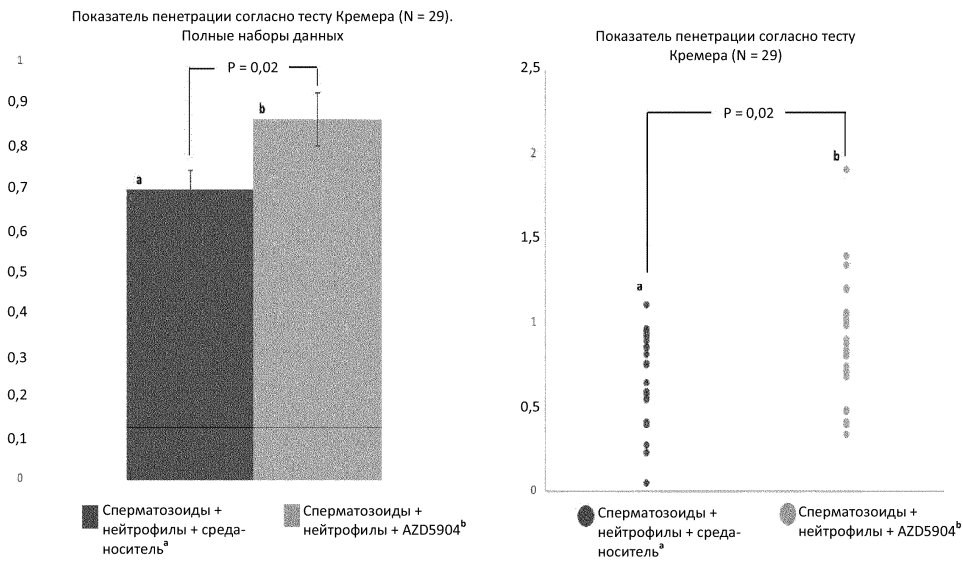 Показатель пенетрации согласно тесту Кремера (N = 29).
Полные наборы данных
1
0,9
0,8
0,7
0,6
0,5
0,4
0,3
0,2
0,1
0
P = 0,02
a
b
Сперматозоиды +
нейтрофилы + среда-
носительa
Сперматозоиды +
нейтрофилы + AZD5904b
Показатель пенетрации согласно тесту
Кремера (N = 29)
2,5
2
1,5
1
0,5
0
P = 0,02
a
b
Сперматозоиды +
нейтрофилы + среда-
носительa
Сперматозоиды +
нейтрофилы + AZD5904b